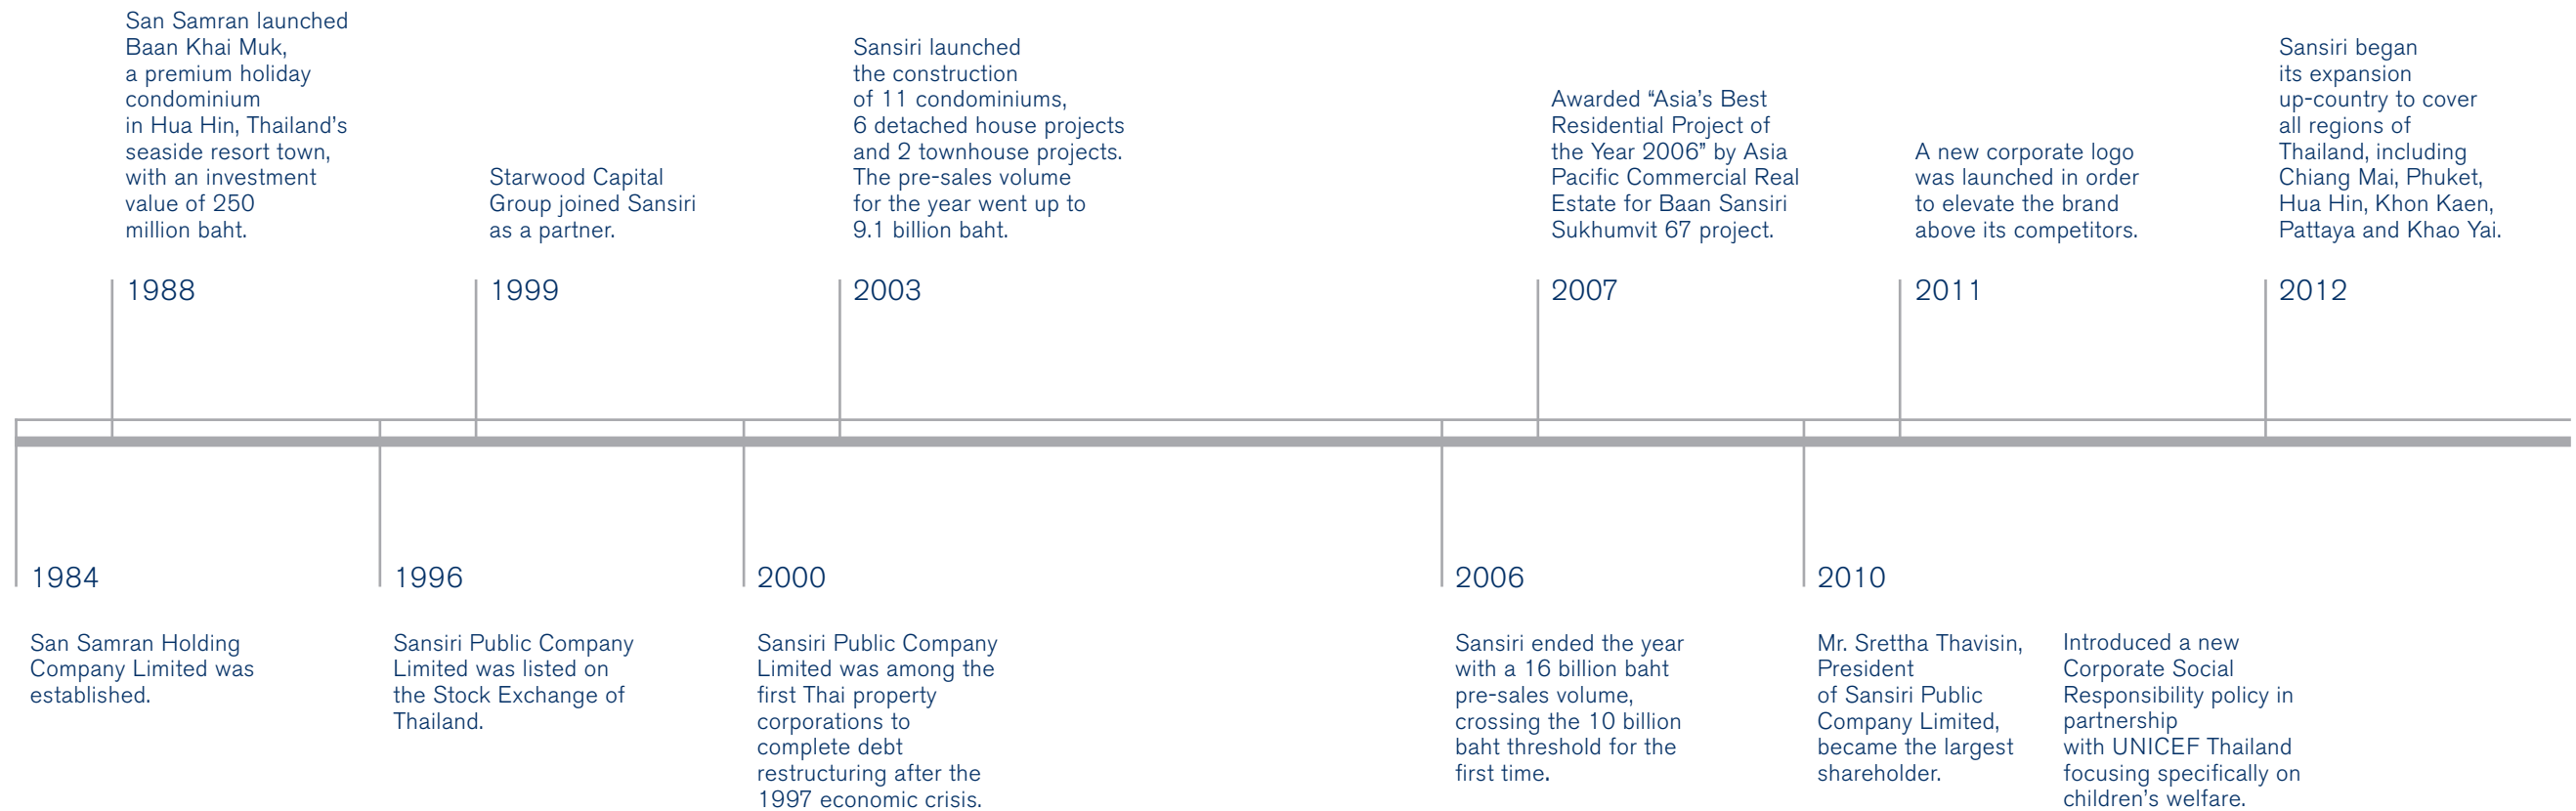 San Samran launched
Baan Khai Muk,
a premium holiday
condominium
in Hua Hin, Thailand's
seaside resort town,
with an investment
value of 250
million baht.
1988
Starwood Capital
Group joined Sansiri
as a partner.
1999
Sansiri launched
the construction
of 11 condominiums,
6 detached house projects
and 2 townhouse projects.
The pre-sales volume
for the year went up to
9.1 billion baht.
2003
Awarded “Asia's Best
Residential Project of
the Year 2006” by Asia
Pacific Commercial Real
Estate for Baan Sansiri
Sukhumvit 67 project.
2007
A new corporate logo
was launched in order
to elevate the brand
above its competitors.
2011
Sansiri began
its expansion
up-country to cover
all regions of
Thailand, including
Chiang Mai, Phuket,
Hua Hin, Khon Kaen,
Pattaya and Khao Yai.
2012
1984
San Samran Holding
Company Limited was
established.
1996
Sansiri Public Company
Limited was listed on
the Stock Exchange of
Thailand.
2000
Sansiri Public Company
Limited was among the
first Thai property
corporations to
complete debt
restructuring after the
1997 economic crisis.
2006
Sansiri ended the year
with a 16 billion baht
pre-sales volume,
crossing the 10 billion
baht threshold for the
first time.
2010
Mr. Srettha Thavisin,
President
of Sansiri Public
Company Limited,
became the largest
shareholder.
Introduced a new
Corporate Social
Responsibility policy in
partnership
with UNICEF Thailand
focusing specifically on
children's welfare.